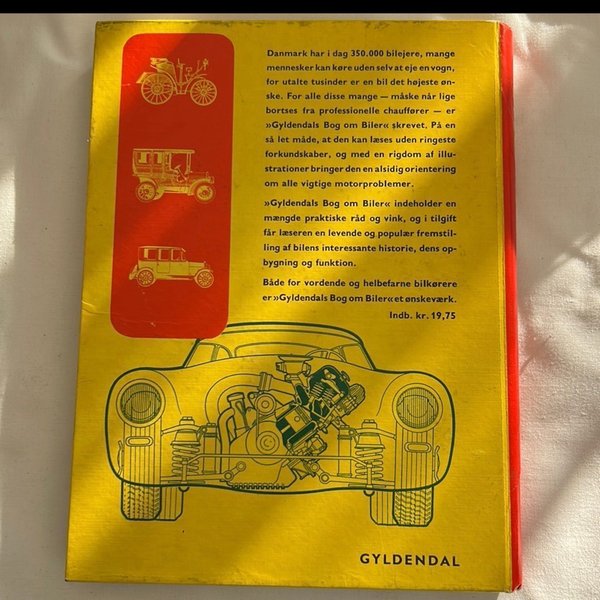 Danmark har i dag 350.000 bilejere, mange
mennesker kan køre uden selv at eje en vogn,
for utalte tusinder er en bil det højeste øn-
ske. For alle disse mange — måske når lige
bortses fra professionelle chauffører — er
»Gyldendals Bog om Biler« skrevet. På en
så let måde, at den kan læses uden ringeste
forkundskaber, og med en rigdom af illu-
strationer bringer den en alsidig orientering
om alle vigtige motorproblemer.
»Gyldendals Bog om Biler« indeholder en
mængde praktiske råd og vink, og i tilgift
får læseren en levende og populær fremstil-
ling af bilens interessante historie, dens op-
bygning og funktion.
Både for vordende og helbefarne bilkørere
er »Gyldendals Bog om Biler« et ønskeværk.
Indb. kr. 19,75
GYLDENDAL